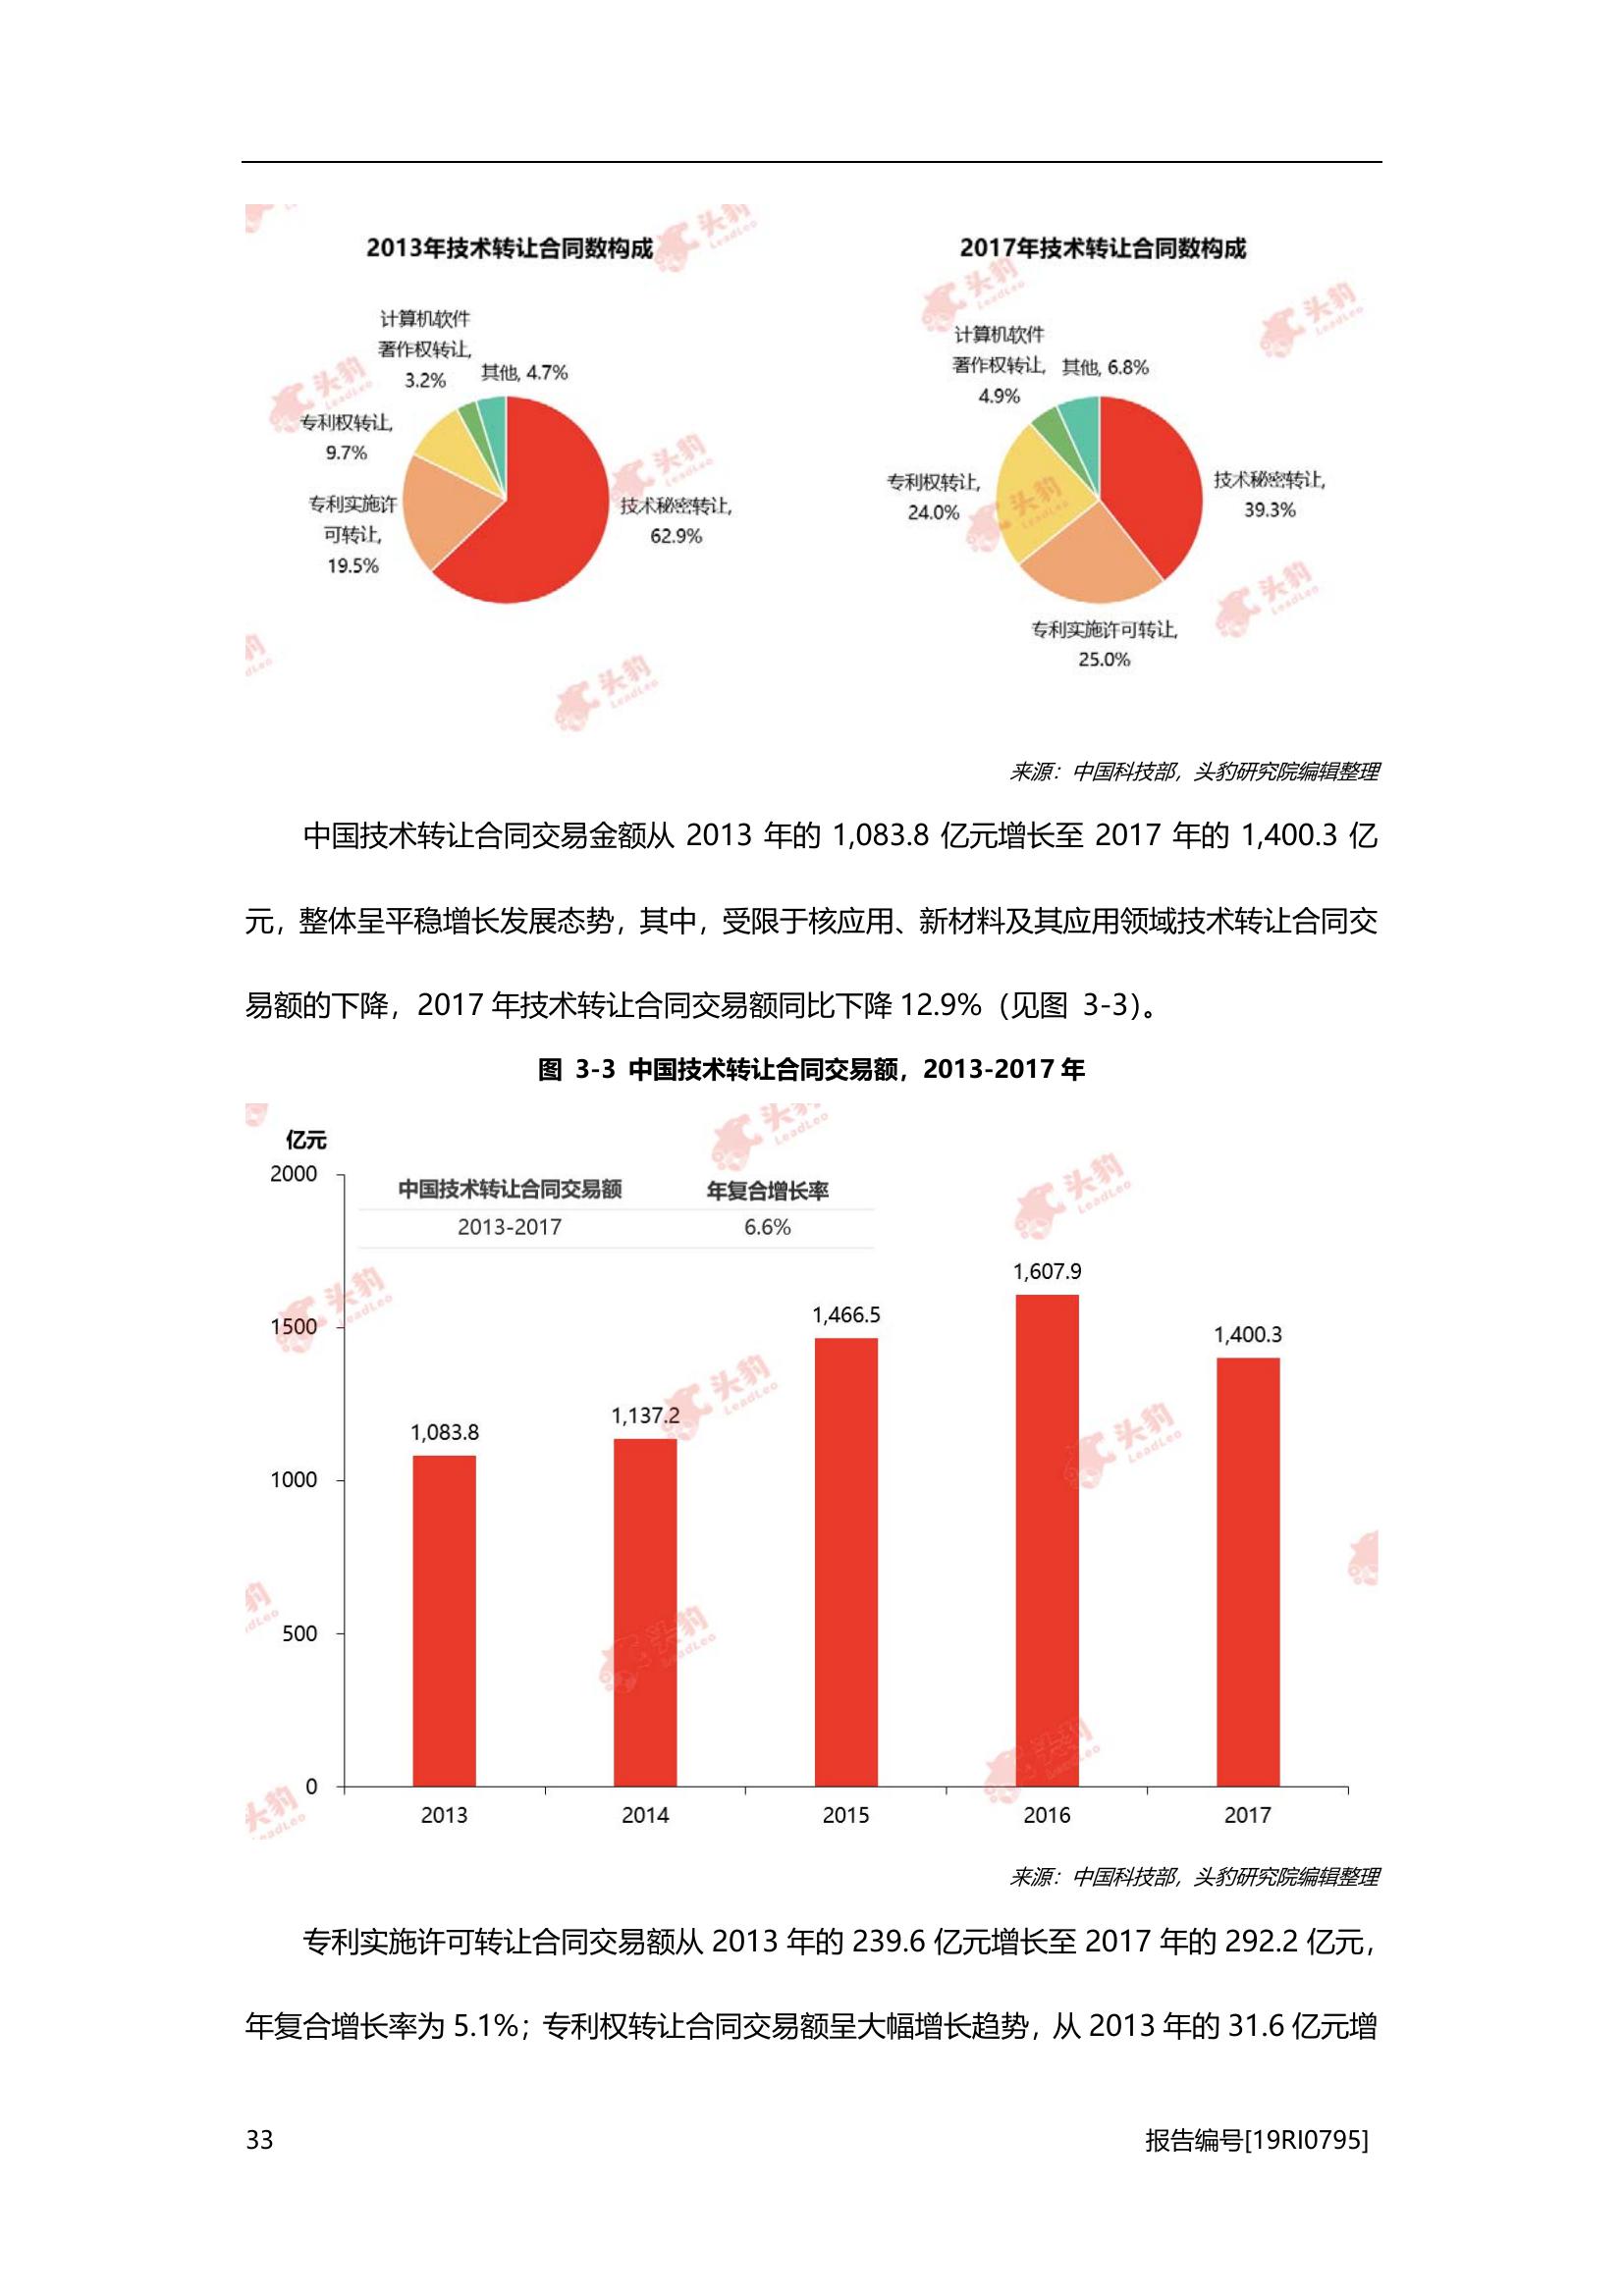 2013年技术转让合同数构成
计算机软件
著作权转让,
3.2%
其他, 4.7%
专利权转让,
9.7%
专利实施许
可转让,
19.5%
技术秘密转让,
62.9%
2017年技术转让合同数构成
计算机软件
著作权转让,
4.9%
其他, 6.8%
专利权转让,
24.0%
技术秘密转让,
39.3%
专利实施许可转让,
25.0%
来源：中国科技部，头豹研究院编辑整理
中国技术转让合同交易金额从 2013 年的 1,083.8 亿元增长至 2017 年的 1,400.3 亿
元，整体呈平稳增长发展态势，其中，受限于核应用、新材料及其应用领域技术转让合同交
易额的下降，2017 年技术转让合同交易额同比下降 12.9%（见图 3-3）。
图 3-3 中国技术转让合同交易额，2013-2017 年
亿元
中国技术转让合同交易额 年复合增长率
2013-2017 6.6%
2000
1500
1000
500
0
1,083.8
1,137.2
1,466.5
1,607.9
1,400.3
2013 2014 2015 2016 2017
来源：中国科技部，头豹研究院编辑整理
专利实施许可转让合同交易额从 2013 年的 239.6 亿元增长至 2017 年的 292.2 亿元，
年复合增长率为 5.1%；专利权转让合同交易额呈大幅增长趋势，从 2013 年的 31.6 亿元增
33 报告编号[19RI0795]
头豹
LeadLeo